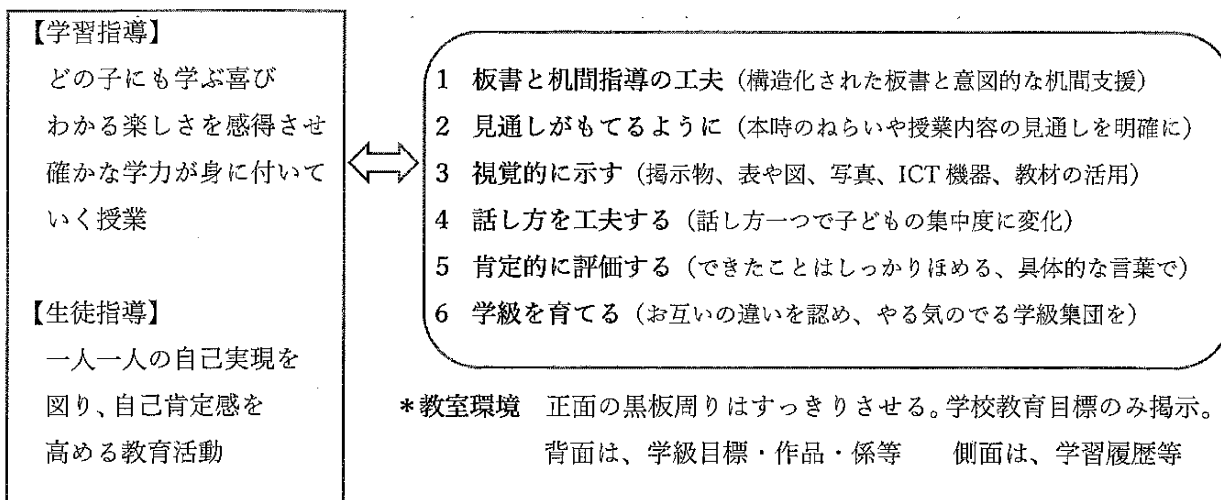 【学習指導】
どの子にも学ぶ喜び
わかる楽しさを感得させ
確かな学力が身に付いて
いく授業
【生徒指導】
一人一人の自己実現を
図り、自己肯定感を
高める教育活動
1 板書と机間指導の工夫（構造化された板書と意図的な机間支援）
2 見通しがもてるように（本時のねらいや授業内容の見通しを明確に）
3 視覚的に示す（掲示物、表や図、写真、ICT 機器、教材の活用）
4 話し方を工夫する（話し方一つで子どもの集中度に変化）
5 肯定的に評価する（できたことはしっかりほめる、具体的な言葉で）
6 学級を育てる（お互いの違いを認め、やる気のでる学級集団を）
＊教室環境 正面の黒板周りはすっきりさせる。学校教育目標のみ掲示。
背面は、学級目標・作品・係等 側面は、学習履歴等